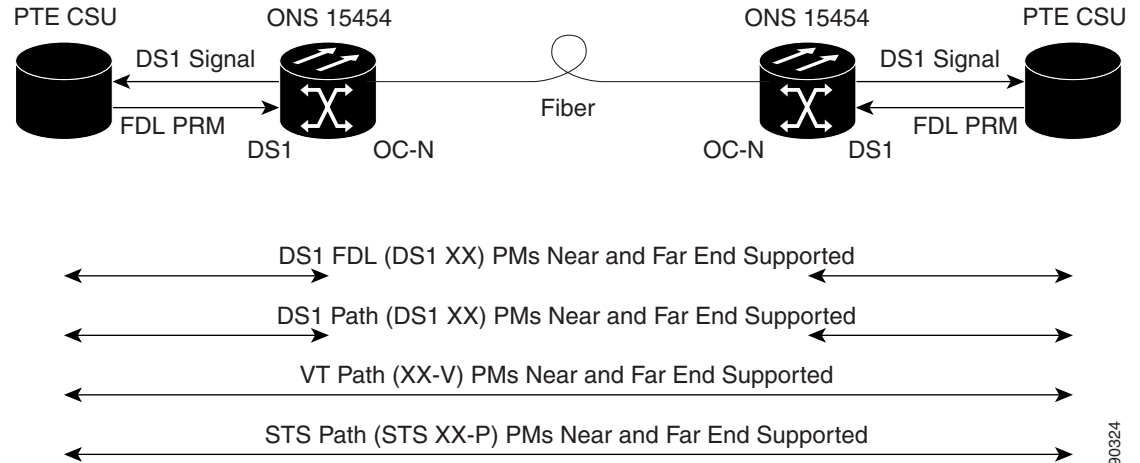 PTE CSU
ONS 15454
ONS 15454
PTE CSU
DS1 Signal
DS1 Signal
Fiber
FDL PRM
FDL PRM
DS1
OC-N
OC-N
DS1
DS1 FDL (DS1 XX) PMs Near and Far End Supported
DS1 Path (DS1 XX) PMs Near and Far End Supported
VT Path (XX-V) PMs Near and Far End Supported
STS Path (STS XX-P) PMs Near and Far End Supported
90324